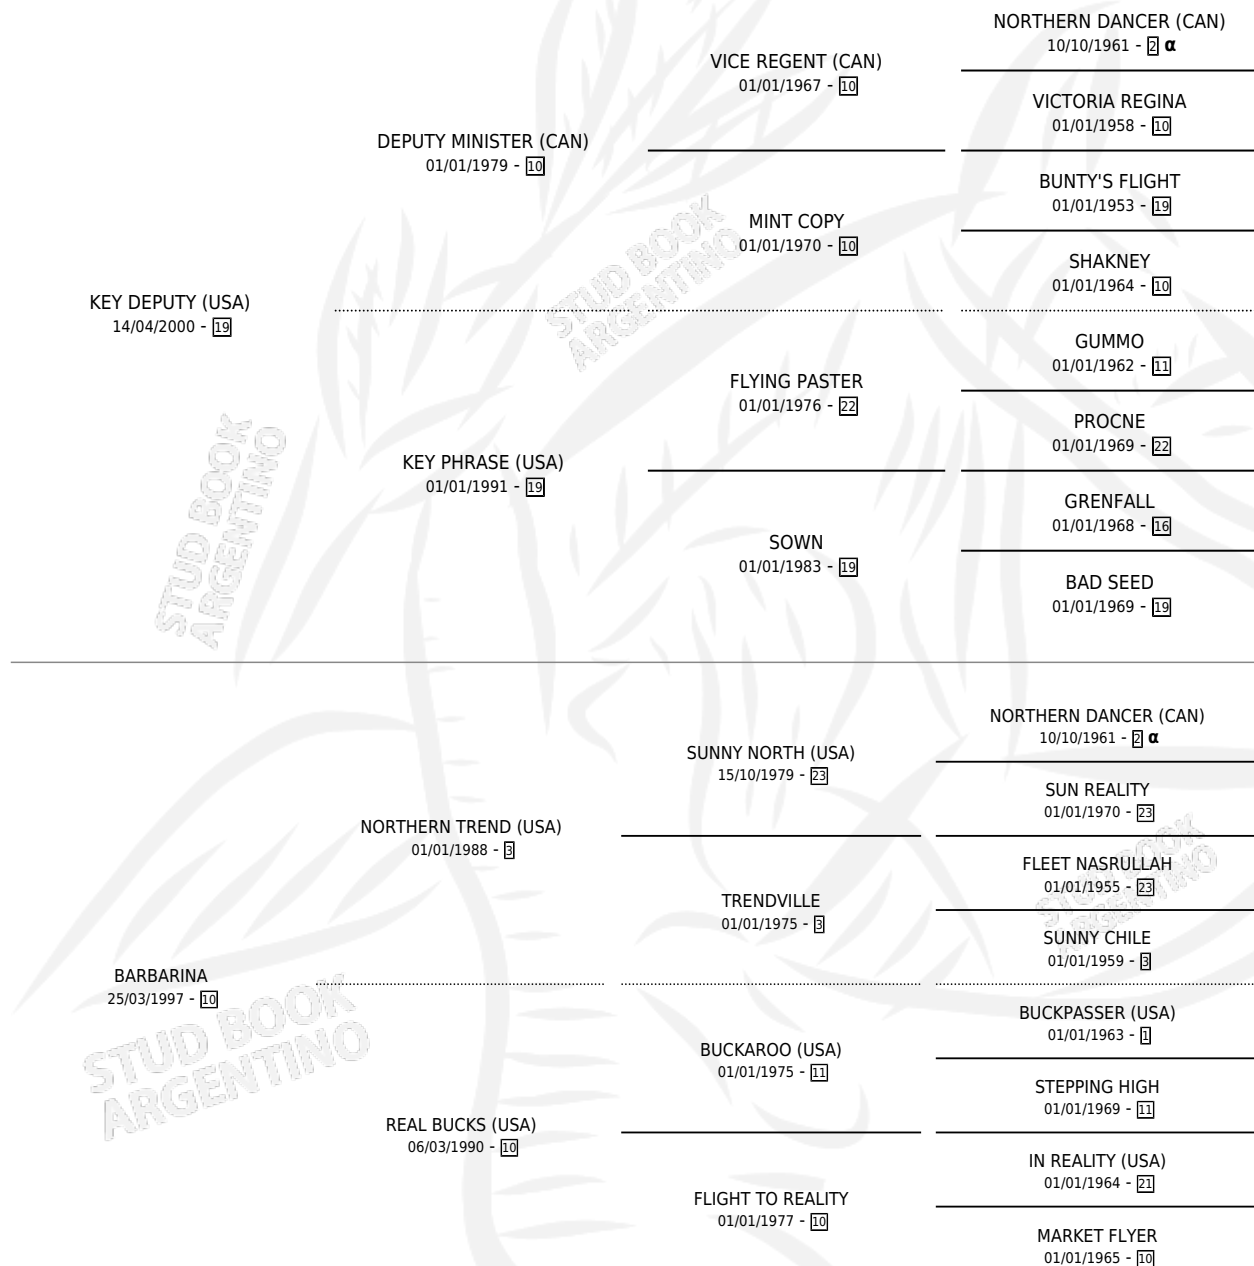 NORTHERN DANCER (CAN)
10/10/1961 - 2 α
VICE REGENT (CAN)
01/01/1967 - 10
VICTORIA REGINA
01/01/1958 - 10
DEPUTY MINISTER (CAN)
01/01/1979 - 10
BUNTY'S FLIGHT
01/01/1953 - 19
MINT COPY
01/01/1970 - 10
SHAKNEY
01/01/1964 - 10
KEY DEPUTY (USA)
14/04/2000 - 19
GUMMO
01/01/1962 - 11
FLYING PASTER
01/01/1976 - 22
PROCNE
01/01/1969 - 22
KEY PHRASE (USA)
01/01/1991 - 19
GRENFALL
01/01/1968 - 16
SOWN
01/01/1983 - 19
BAD SEED
01/01/1969 - 19
STUD BOOK
ARGENTINO
STUD BOOK
ARGENTINO
NORTHERN DANCER (CAN)
10/10/1961 - 2 α
SUNNY NORTH (USA)
15/10/1979 - 23
SUN REALITY
01/01/1970 - 23
NORTHERN TREND (USA)
01/01/1988 - 3
FLEET NASRULLAH
01/01/1955 - 23
TRENDVILLE
01/01/1975 - 3
SUNNY CHILE
01/01/1959 - 3
BARBARINA
25/03/1997 - 10
BUCKPASSER (USA)
01/01/1963 - 1
BUCKAROO (USA)
01/01/1975 - 11
STEPPING HIGH
01/01/1969 - 11
REAL BUCKS (USA)
06/03/1990 - 10
IN REALITY (USA)
01/01/1964 - 21
FLIGHT TO REALITY
01/01/1977 - 10
MARKET FLYER
01/01/1965 - 10
STUD BOOK
ARGENTINO
STUD BOOK
ARGENTINO